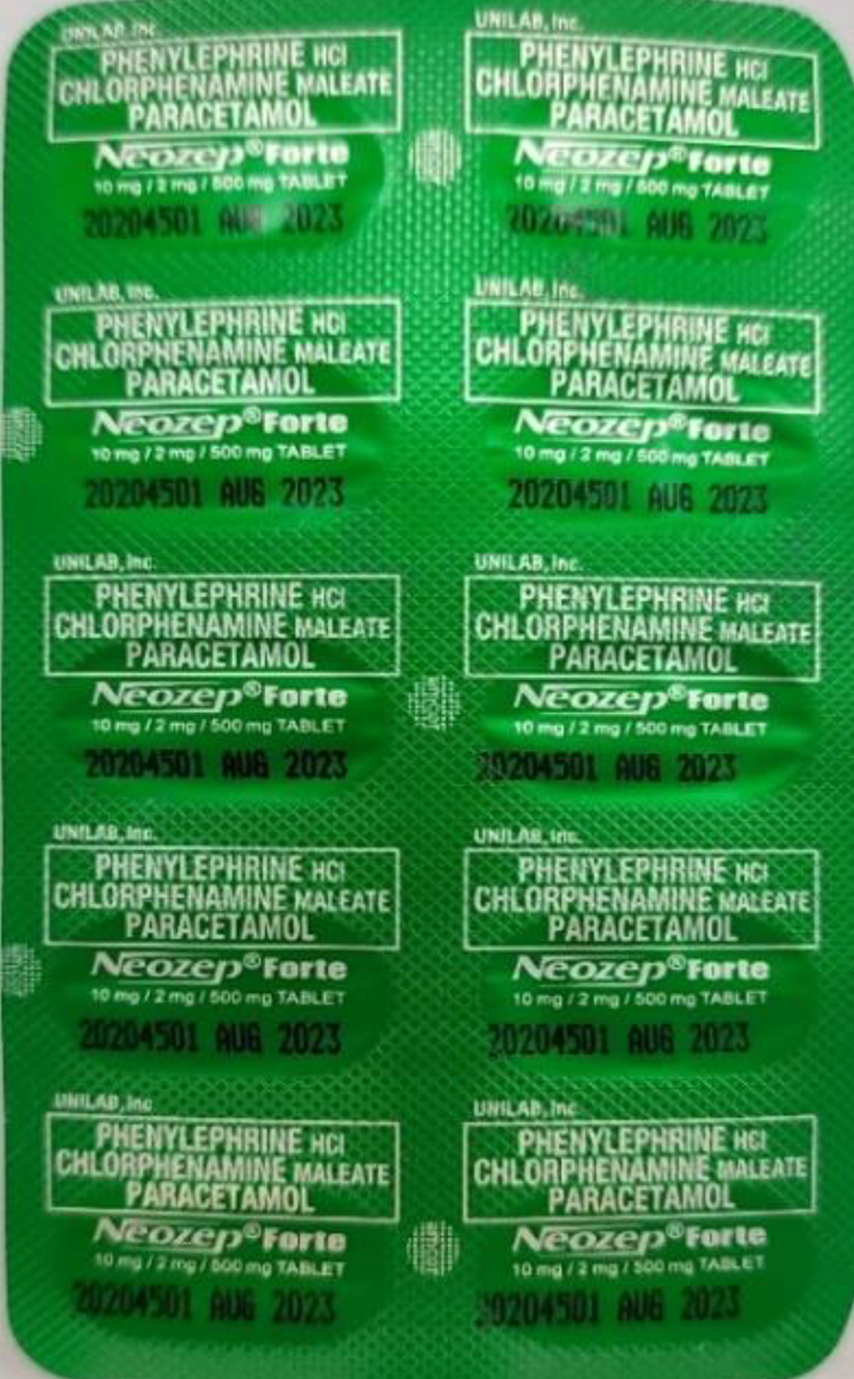 UNILAB, Inc.
PHENYLEPHRINE HCl
CHLORPHENAMINE MALEATE
PARACETAMOL
Neozep® Forte
10 mg / 2 mg / 500 mg TABLET
20204501 AUG 2023
UNILAB, Inc.
PHENYLEPHRINE HCl
CHLORPHENAMINE MALEATE
PARACETAMOL
Neozep® Forte
10 mg / 2 mg / 500 mg TABLET
20204501 AUG 2023
UNILAB, Inc.
PHENYLEPHRINE HCl
CHLORPHENAMINE MALEATE
PARACETAMOL
Neozep® Forte
10 mg / 2 mg / 500 mg TABLET
20204501 AUG 2023
UNILAB, Inc.
PHENYLEPHRINE HCl
CHLORPHENAMINE MALEATE
PARACETAMOL
Neozep® Forte
10 mg / 2 mg / 500 mg TABLET
20204501 AUG 2023
UNILAB, Inc.
PHENYLEPHRINE HCl
CHLORPHENAMINE MALEATE
PARACETAMOL
Neozep® Forte
10 mg / 2 mg / 500 mg TABLET
20204501 AUG 2023
UNILAB, Inc.
PHENYLEPHRINE HCl
CHLORPHENAMINE MALEATE
PARACETAMOL
Neozep® Forte
10 mg / 2 mg / 500 mg TABLET
20204501 AUG 2023
UNILAB, Inc.
PHENYLEPHRINE HCl
CHLORPHENAMINE MALEATE
PARACETAMOL
Neozep® Forte
10 mg / 2 mg / 500 mg TABLET
20204501 AUG 2023
UNILAB, Inc.
PHENYLEPHRINE HCl
CHLORPHENAMINE MALEATE
PARACETAMOL
Neozep® Forte
10 mg / 2 mg / 500 mg TABLET
20204501 AUG 2023
UNILAB, Inc
PHENYLEPHRINE HCl
CHLORPHENAMINE MALEATE
PARACETAMOL
Neozep® Forte
10 mg / 2 mg / 500 mg TABLET
20204501 AUG 2023
UNILAB, Inc
PHENYLEPHRINE HCl
CHLORPHENAMINE MALEATE
PARACETAMOL
Neozep® Forte
10 mg / 2 mg / 500 mg TABLET
20204501 AUG 2023